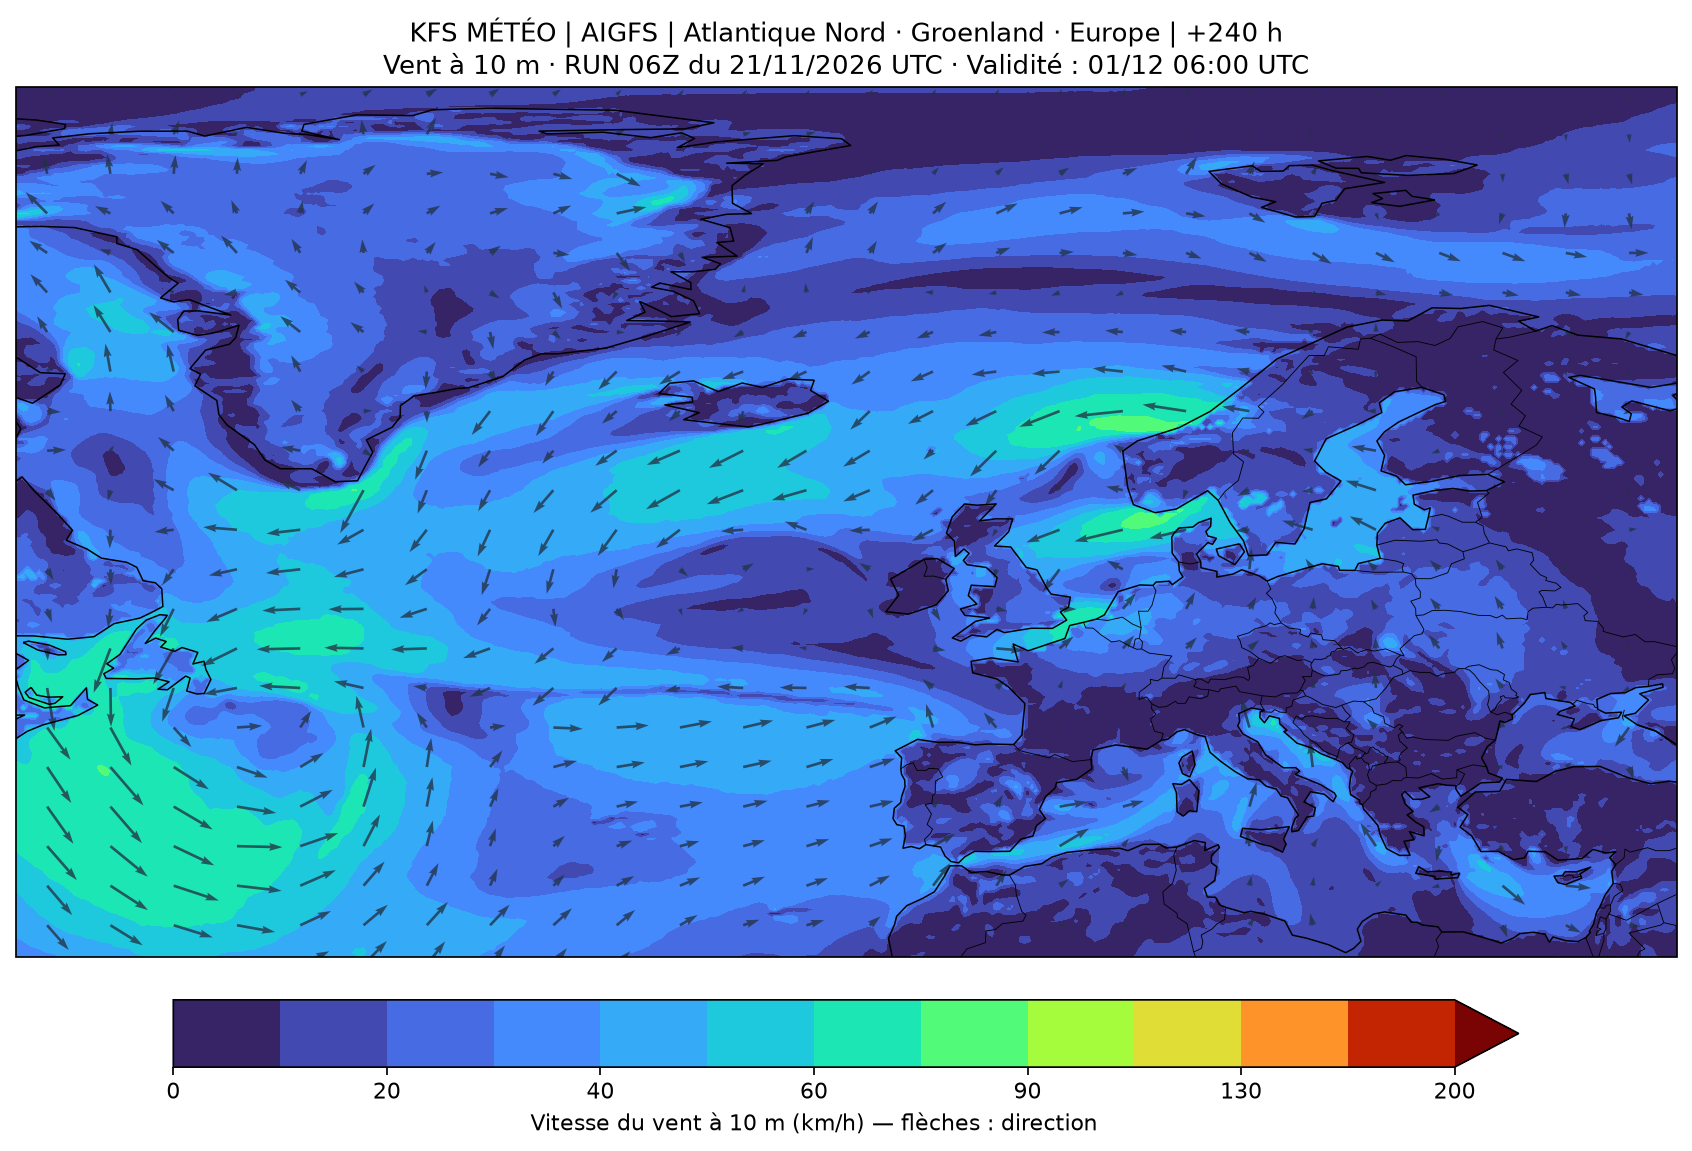 KFS MÉTÉO | AIGFS | Atlantique Nord · Groenland · Europe | +240 h
Vent à 10 m · RUN 06Z du 21/11/2026 UTC · Validité : 01/12 06:00 UTC
0 20 40 60 90 130 200
Vitesse du vent à 10 m (km/h) — flèches : direction